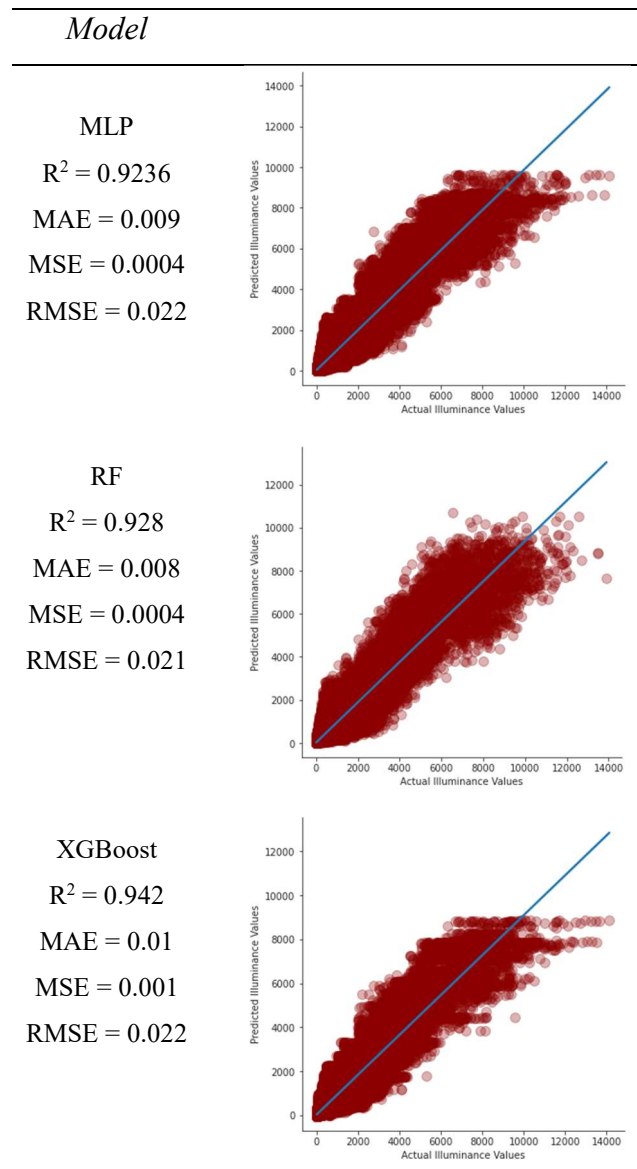 Model
MLP
R² = 0.9236
MAE = 0.009
MSE = 0.0004
RMSE = 0.022
14000
12000
10000
8000
6000
4000
2000
0
Predicted Illuminance Values
0 2000 4000 6000 8000 10000 12000 14000
Actual Illuminance Values
RF
R² = 0.928
MAE = 0.008
MSE = 0.0004
RMSE = 0.021
12000
10000
8000
6000
4000
2000
0
Predicted Illuminance Values
0 2000 4000 6000 8000 10000 12000 14000
Actual Illuminance Values
XGBoost
R² = 0.942
MAE = 0.01
MSE = 0.001
RMSE = 0.022
12000
10000
8000
6000
4000
2000
0
Predicted Illuminance Values
0 2000 4000 6000 8000 10000 12000 14000
Actual Illuminance Values